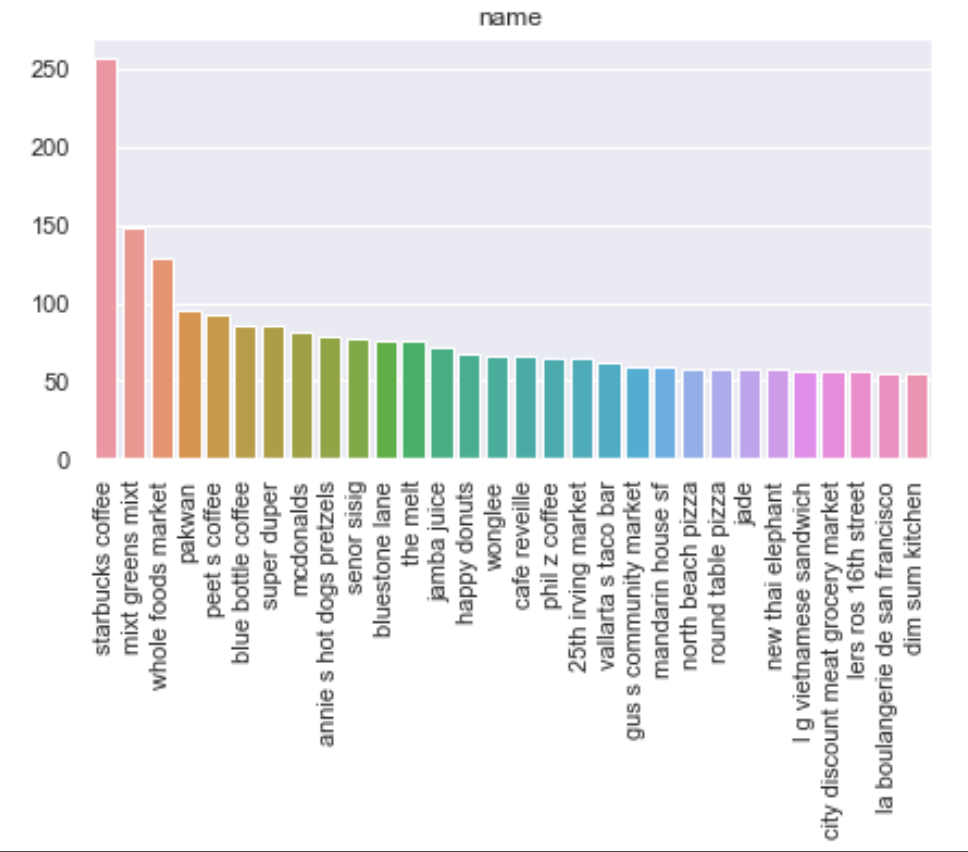 name
250
200
150
100
50
0
starbucks coffee
mixt greens mixt
whole foods market
pakwan
peet s coffee
blue bottle coffee
super duper
mcdonalds
annie s hot dogs pretzels
senor sisig
bluestone lane
the melt
jamba juice
happy donuts
wonglee
cafe reveille
phil z coffee
25th irving market
vallarta s taco bar
gus s community market
mandarin house sf
north beach pizza
round table pizza
jade
new thai elephant
l g vietnamese sandwich
city discount meat grocery market
lers ros 16th street
la boulangerie de san francisco
dim sum kitchen